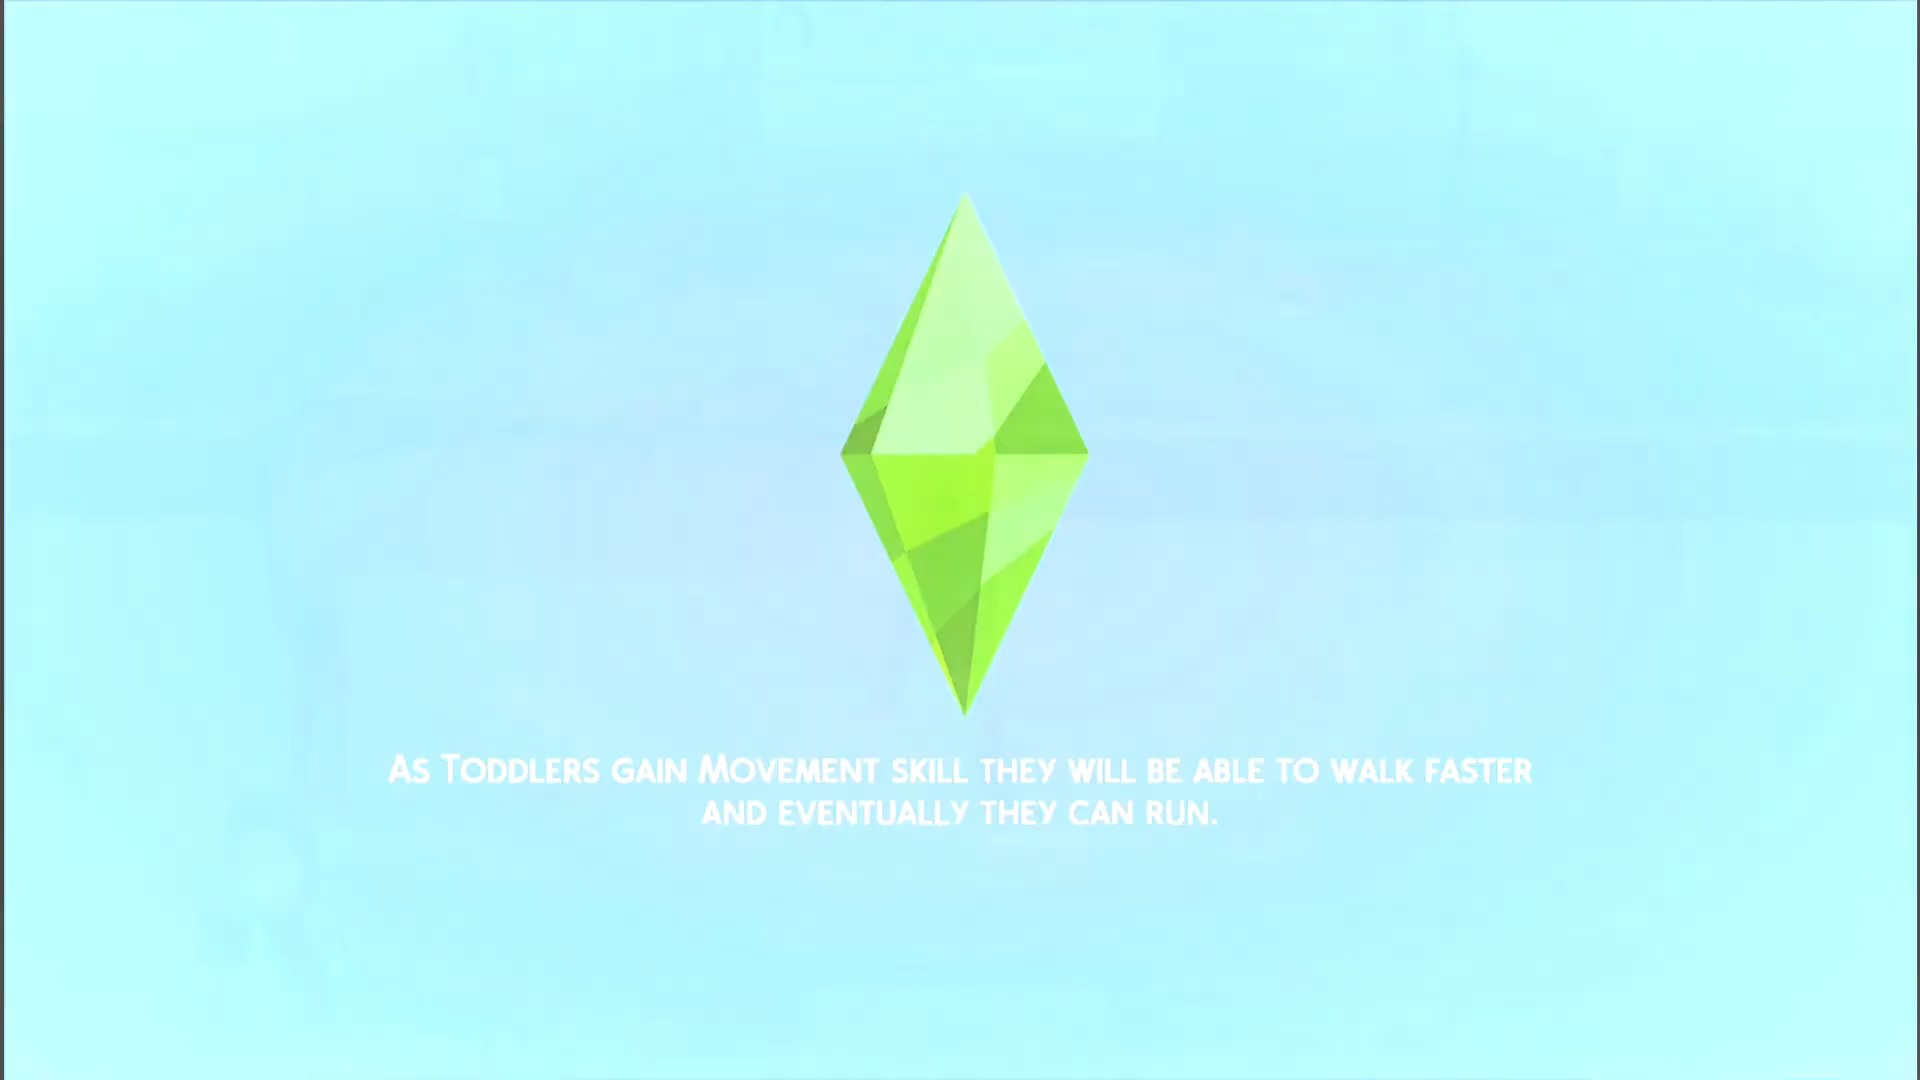 As Toddlers gain Movement skill they will be able to walk faster
and eventually they can run.